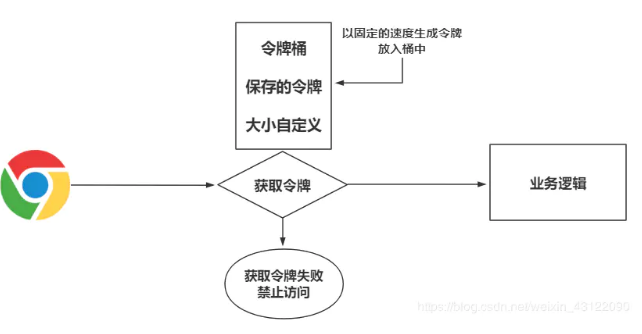 以固定的速度生成令牌
放入桶中
令牌桶
保存的令牌
大小自定义
获取令牌
业务逻辑
获取令牌失败
禁止访问
https://blog.csdn.net/weixin_43122090